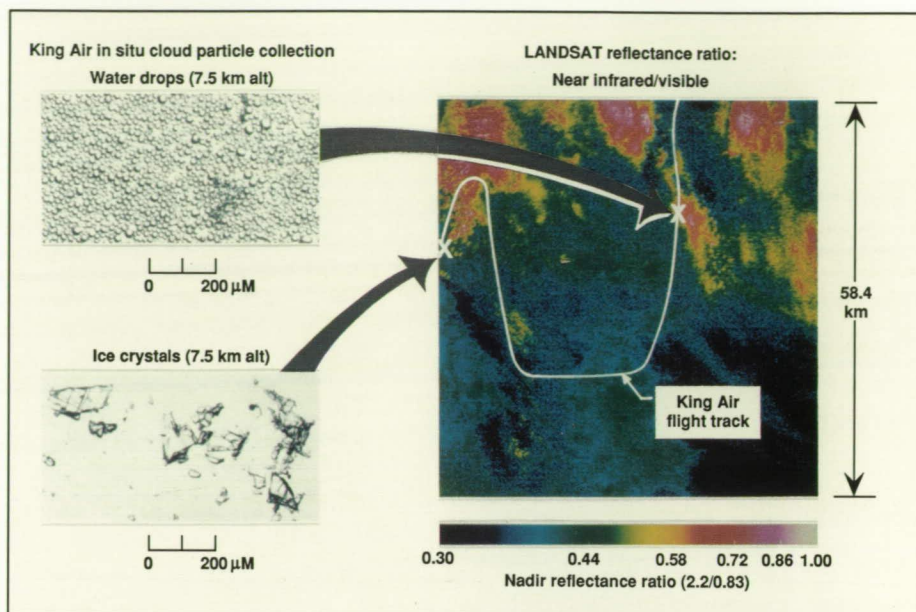 King Air in situ cloud particle collection
Water drops (7.5 km alt)
0 200 μM
Ice crystals (7.5 km alt)
0 200 μM
LANDSAT reflectance ratio:
Near infrared/visible
X
X
King Air
flight track
58.4
km
0.30 0.44 0.58 0.72 0.86 1.00
Nadir reflectance ratio (2.2/0.83)